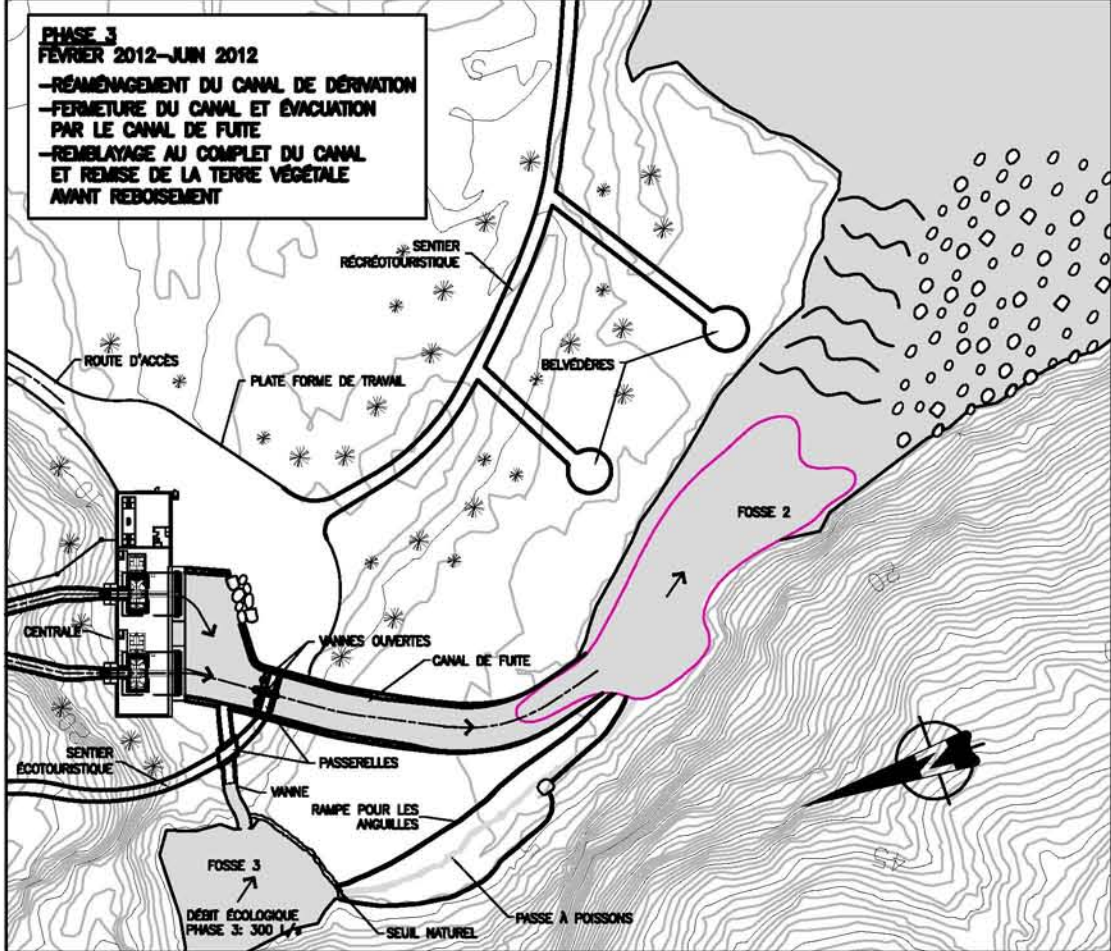 PHASE 3
FÉVRIER 2012-JUIN 2012
-RÉAMÉNAGEMENT DU CANAL DE DÉRIVATION
-FERMETURE DU CANAL ET ÉVACUATION
PAR LE CANAL DE FUITE
-REMBLAYAGE AU COMPLET DU CANAL
ET REMISE DE LA TERRE VÉGÉTALE
AVANT REBOISEMENT
SENTIER
RÉCRÉOTOURISTIQUE
ROUTE D'ACCÈS
PLATE FORME DE TRAVAIL
BELVÉDÈRES
FOSSE 2
50
CENTRALE
VANNES OUVERTES
CANAL DE FUITE
SENTIER
ÉCOTOURISTIQUE
PASSERELLES
VANNE
RAMPE POUR LES
ANGUILLES
N
FOSSE 3
DÉBIT ÉCOLOGIQUE
PHASE 3: 300 L/s
SEUIL NATUREL
PASSE À POISSONS
45